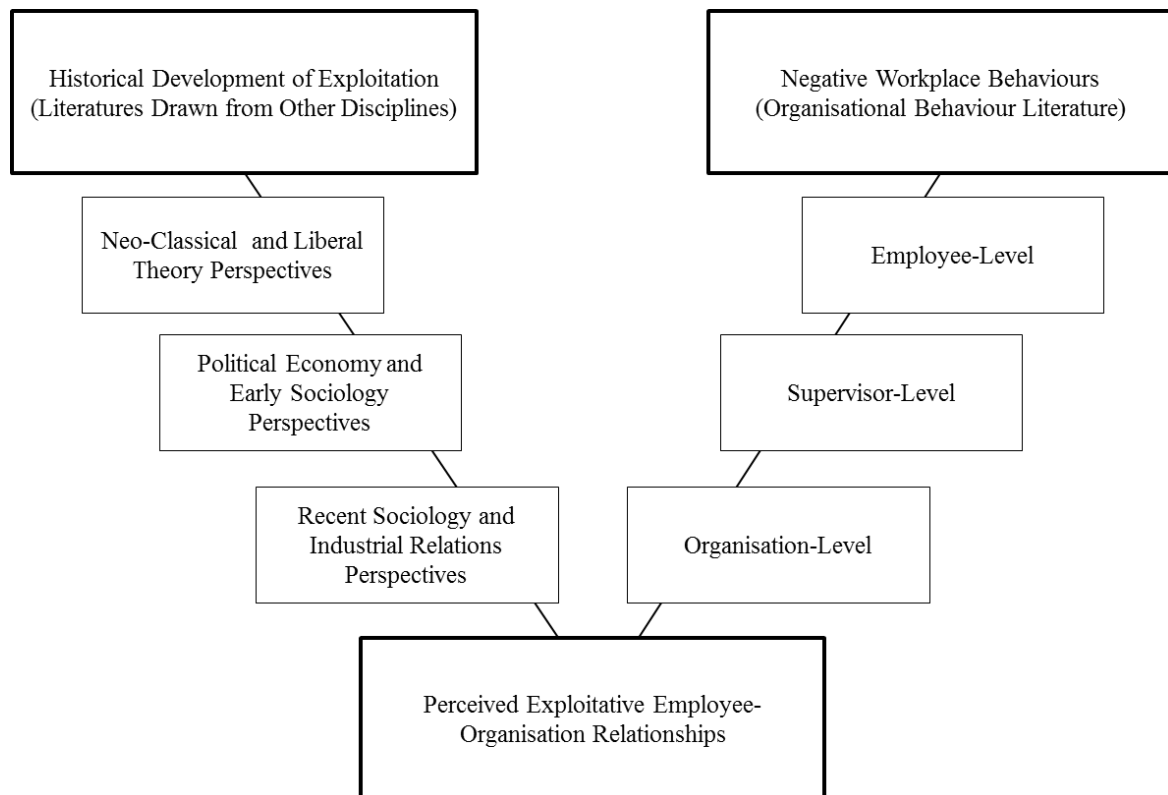 Historical Development of Exploitation
(Literatures Drawn from Other Disciplines)
Negative Workplace Behaviours
(Organisational Behaviour Literature)
Neo-Classical and Liberal
Theory Perspectives
Employee-Level
Political Economy and
Early Sociology
Perspectives
Supervisor-Level
Recent Sociology and
Industrial Relations
Perspectives
Organisation-Level
Perceived Exploitative Employee-
Organisation Relationships